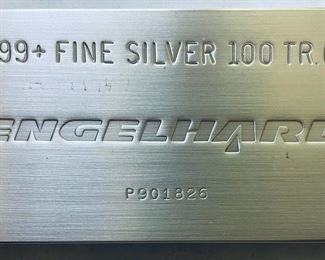 99+ FINE SILVER 100 TR.
ENGELHARD
P901826